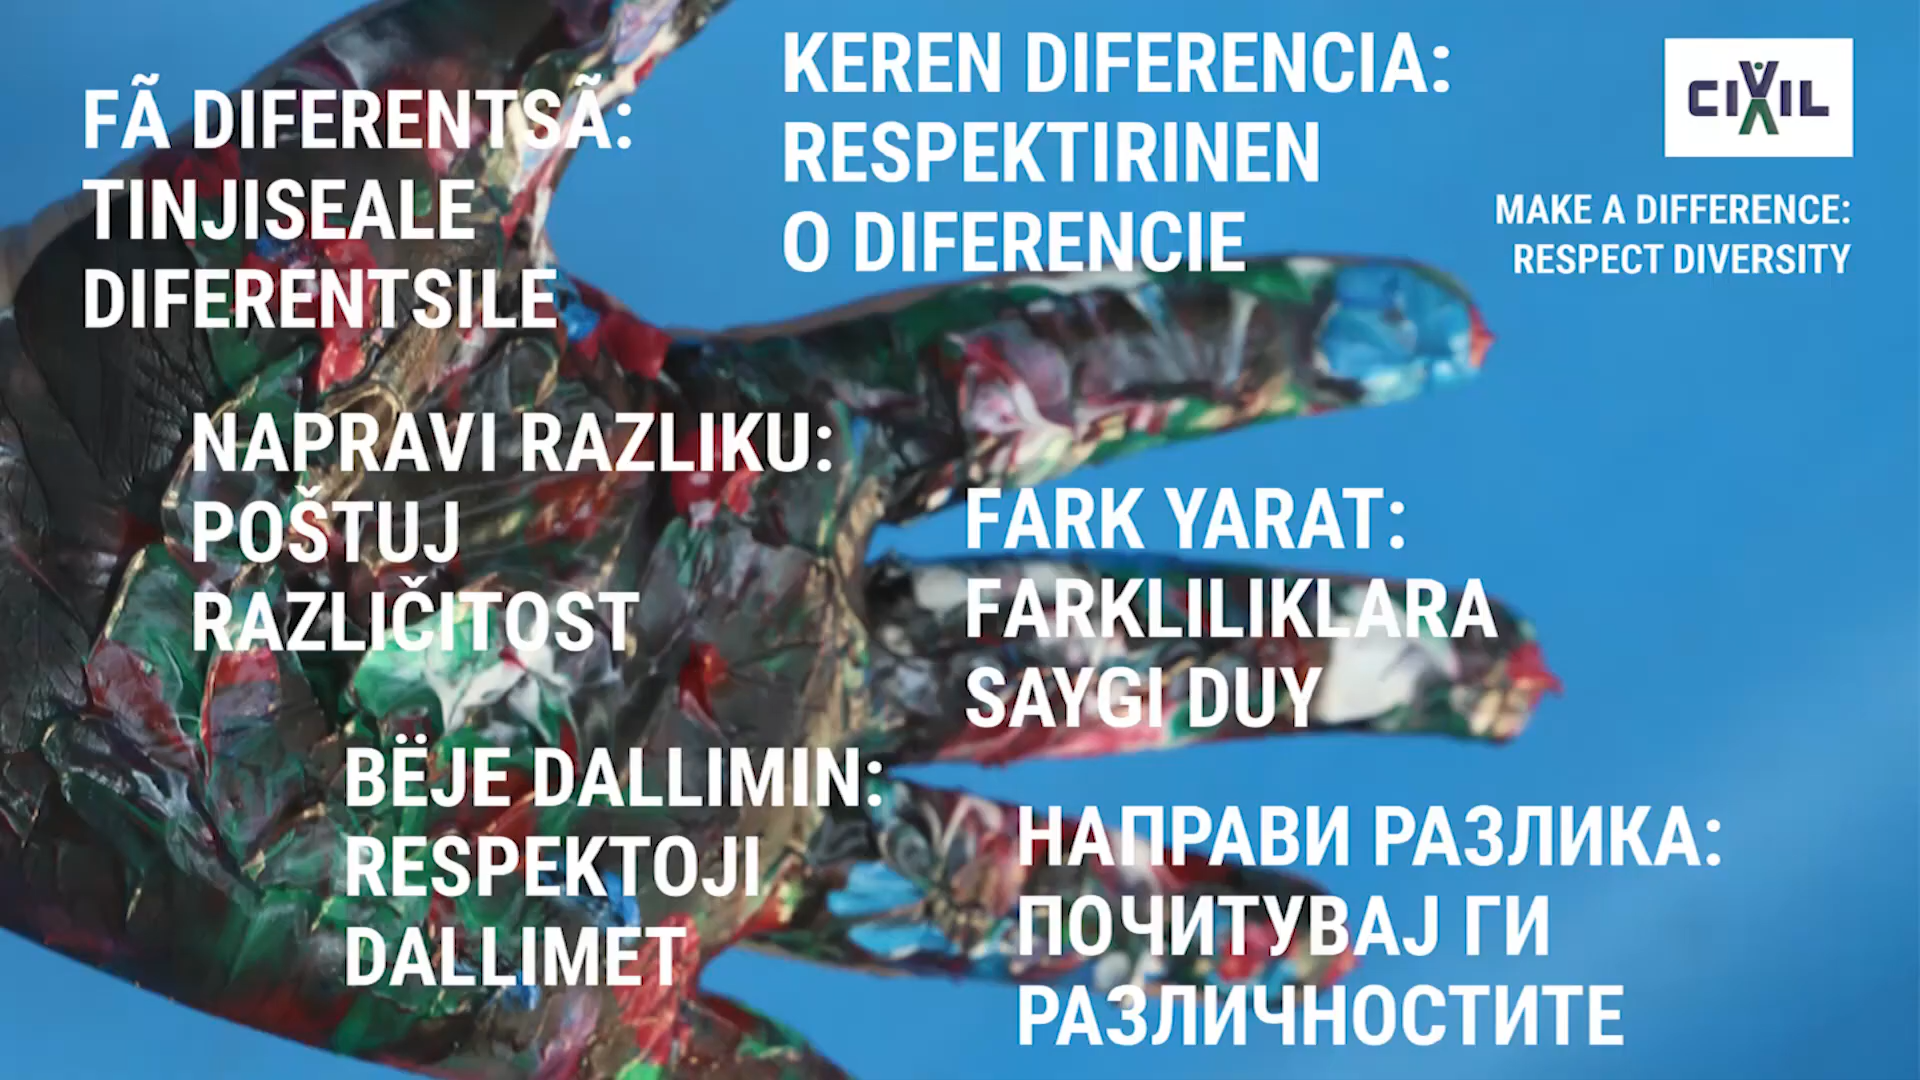 FÃ DIFERENTSÃ:
TINJISEALE
DIFERENTSILE
KEREN DIFERENCIA:
RESPEKTIRINEN
O DIFERENCIE
CIVIL
MAKE A DIFFERENCE:
RESPECT DIVERSITY
NAPRAVI RAZLIKU:
POŠTUJ
RAZLIČITOST
FARK YARAT:
FARKLILIKLARA
SAYGI DUY
BËJE DALLIMIN:
RESPEKTOJI
DALLIMET
НАПРАВИ РАЗЛИКА:
ПОЧИТУВАЈ ГИ
РАЗЛИЧНОСТИТЕ